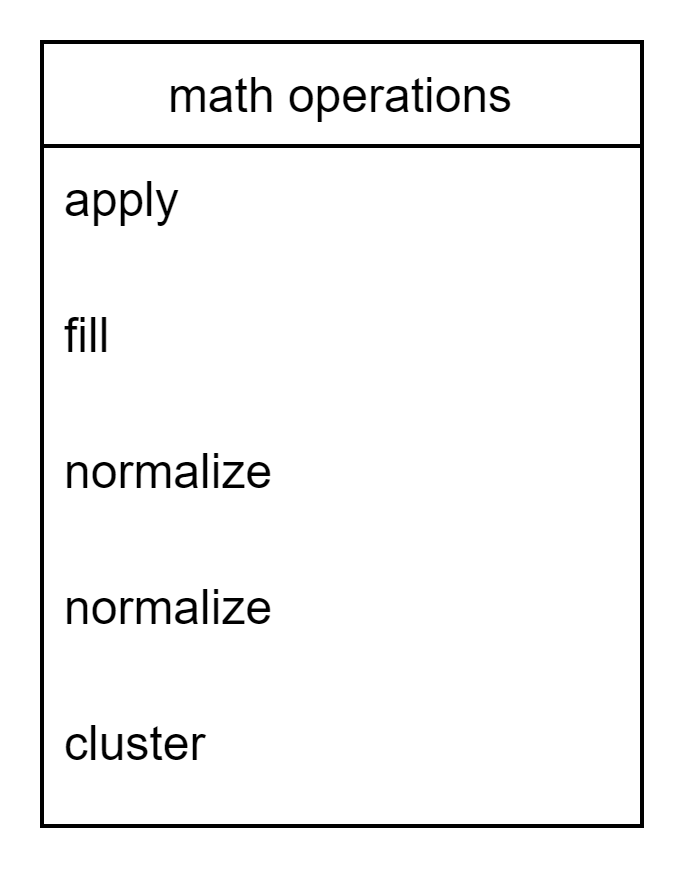 math operations
apply
fill
normalize
normalize
cluster